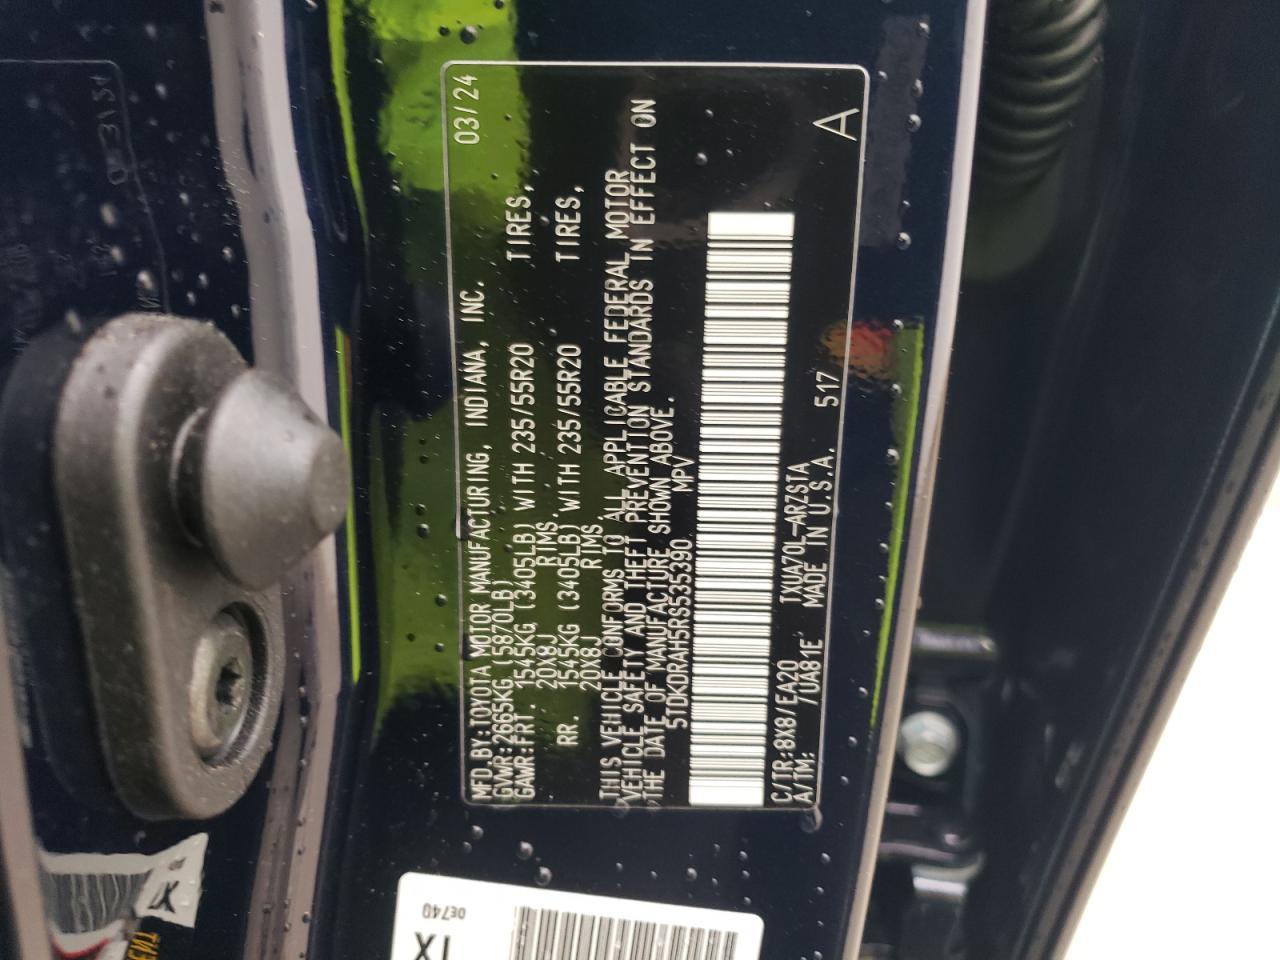 MFD.BY:TOYOTA MOTOR MANUFACTURING, INDIANA, INC. 03/24
GVWR:2665KG (5870LB)
GAWR:FRT. 1545KG (3405LB) WITH 235/55R20 TIRES,
20X8J RIMS,
RR. 1545KG (3405LB) WITH 235/55R20 TIRES,
20X8J RIMS,
THIS VEHICLE CONFORMS TO ALL APPLICABLE FEDERAL MOTOR
VEHICLE SAFETY AND THEFT PREVENTION STANDARDS IN EFFECT ON
THE DATE OF MANUFACTURE SHOWN ABOVE.
5TDKDRAH5RS535390 MPV
C/TR:8X8/EA20 TXUA70L-ARZSTA
A/TM: /UA81E MADE IN U.S.A. 517 A
0E740